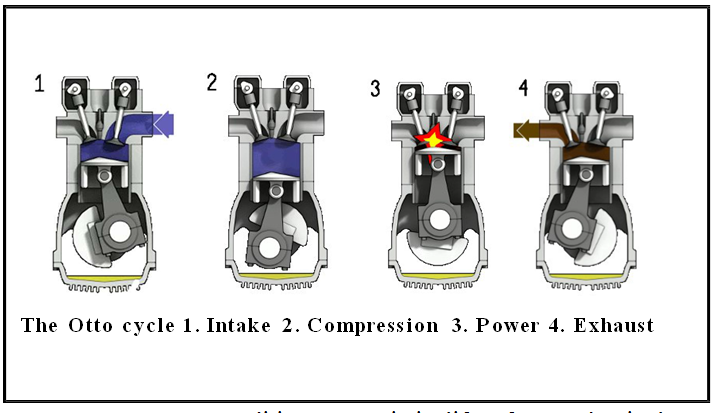 1 2 3 4
The Otto cycle 1. Intake 2. Compression 3. Power 4. Exhaust